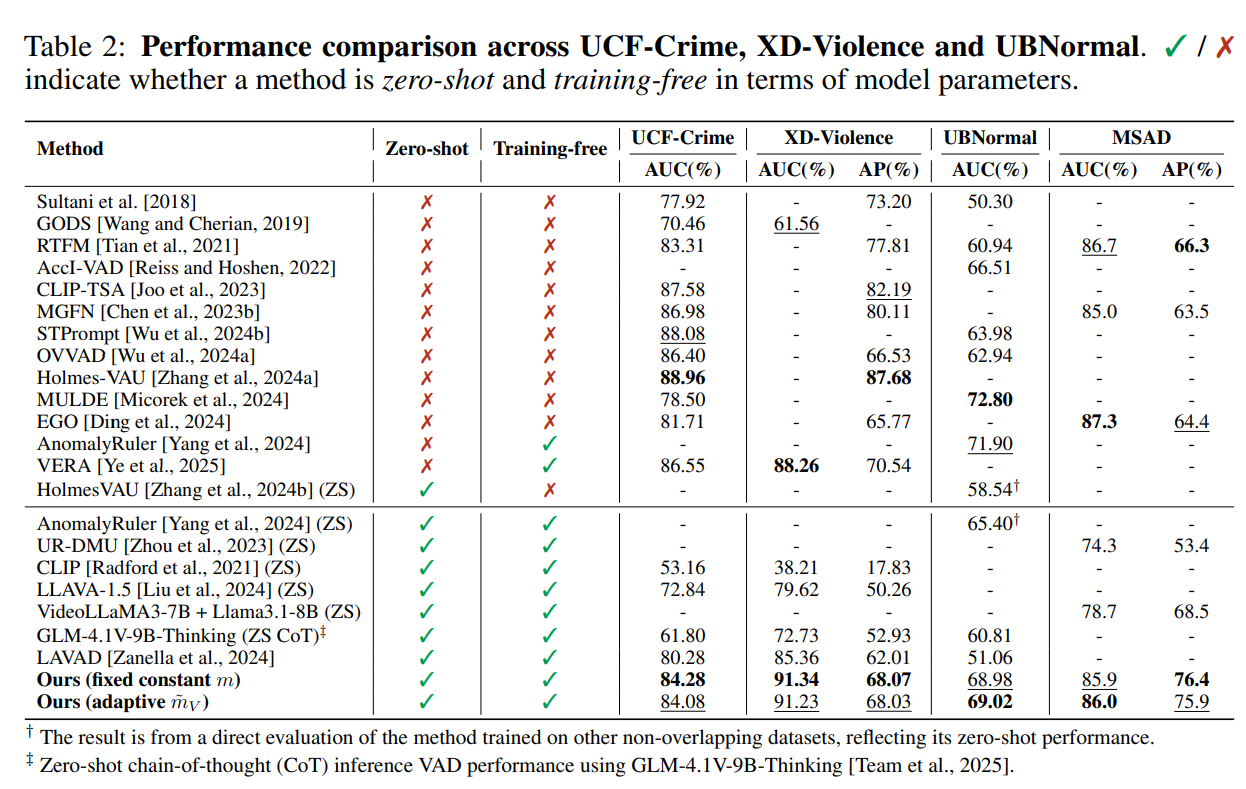 Table 2: Performance comparison across UCF-Crime, XD-Violence and UBNormal. ✓ / ✗
indicate whether a method is zero-shot and training-free in terms of model parameters.
Method Zero-shot Training-free UCF-Crime XD-Violence UBNormal MSAD
AUC(%) AUC(%) AP(%) AUC(%) AUC(%) AP(%)
Sultani et al. [2018] ✗ ✗ 77.92 - 73.20 50.30 - -
GODS [Wang and Cherian, 2019] ✗ ✗ 70.46 61.56 - - - -
RTFM [Tian et al., 2021] ✗ ✗ 83.31 - 77.81 60.94 86.7 66.3
AccI-VAD [Reiss and Hoshen, 2022] ✗ ✗ - - - 66.51 - -
CLIP-TSA [Joo et al., 2023] ✗ ✗ 87.58 - 82.19 - - -
MGFN [Chen et al., 2023b] ✗ ✗ 86.98 - 80.11 - 85.0 63.5
STPrompt [Wu et al., 2024b] ✗ ✗ 88.08 - - 63.98 - -
OVVAD [Wu et al., 2024a] ✗ ✗ 86.40 - 66.53 62.94 - -
Holmes-VAU [Zhang et al., 2024a] ✗ ✗ 88.96 - 87.68 - - -
MULDE [Micorek et al., 2024] ✗ ✗ 78.50 - - 72.80 - -
EGO [Ding et al., 2024] ✗ ✗ 81.71 - 65.77 - 87.3 64.4
AnomalyRuler [Yang et al., 2024] ✗ ✓ - - - 71.90 - -
VERA [Ye et al., 2025] ✗ ✓ 86.55 88.26 70.54 - - -
HolmesVAU [Zhang et al., 2024b] (ZS) ✓ ✗ - - - 58.54† - -
AnomalyRuler [Yang et al., 2024] (ZS) ✓ ✓ - - - 65.40† - -
UR-DMU [Zhou et al., 2023] (ZS) ✓ ✓ - - - - 74.3 53.4
CLIP [Radford et al., 2021] (ZS) ✓ ✓ 53.16 38.21 17.83 - - -
LLAVA-1.5 [Liu et al., 2024] (ZS) ✓ ✓ 72.84 79.62 50.26 - - -
VideoLLaMA3-7B + Llama3.1-8B (ZS) ✓ ✓ - - - - 78.7 68.5
GLM-4.1V-9B-Thinking (ZS CoT)‡ ✓ ✓ 61.80 72.73 52.93 60.81 - -
LAVAD [Zanella et al., 2024] ✓ ✓ 80.28 85.36 62.01 51.06 - -
Ours (fixed constant m) ✓ ✓ 84.28 91.34 68.07 68.98 85.9 76.4
Ours (adaptive m̃V) ✓ ✓ 84.08 91.23 68.03 69.02 86.0 75.9
† The result is from a direct evaluation of the method trained on other non-overlapping datasets, reflecting its zero-shot performance.
‡ Zero-shot chain-of-thought (CoT) inference VAD performance using GLM-4.1V-9B-Thinking [Team et al., 2025].